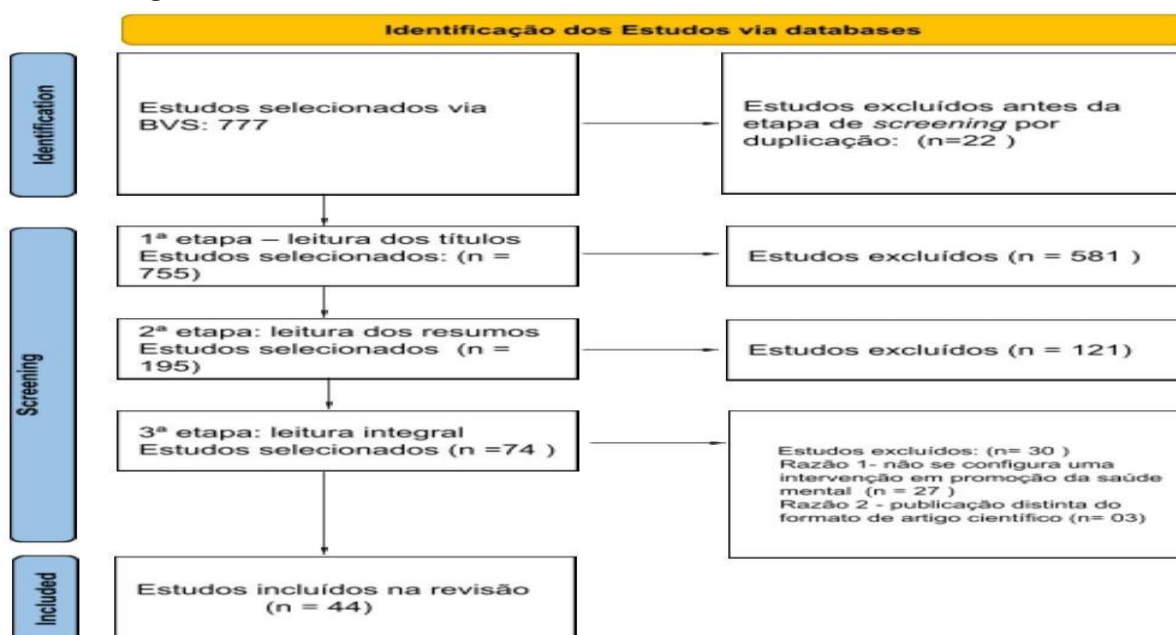 Identificação dos Estudos via databases
Identification
Estudos selecionados via
BVS: 777
Estudos excluídos antes da
etapa de screening por
duplicação: (n=22 )
Screening
1ª etapa – leitura dos títulos
Estudos selecionados: (n =
755)
Estudos excluídos (n = 581 )
2ª etapa: leitura dos resumos
Estudos selecionados (n =
195)
Estudos excluídos (n = 121)
3ª etapa: leitura integral
Estudos selecionados (n =74 )
Estudos excluídos: (n= 30 )
Razão 1- não se configura uma
intervenção em promoção da saúde
mental (n = 27 )
Razão 2 - publicação distinta do
formato de artigo científico (n= 03)
Included
Estudos incluídos na revisão
(n = 44)